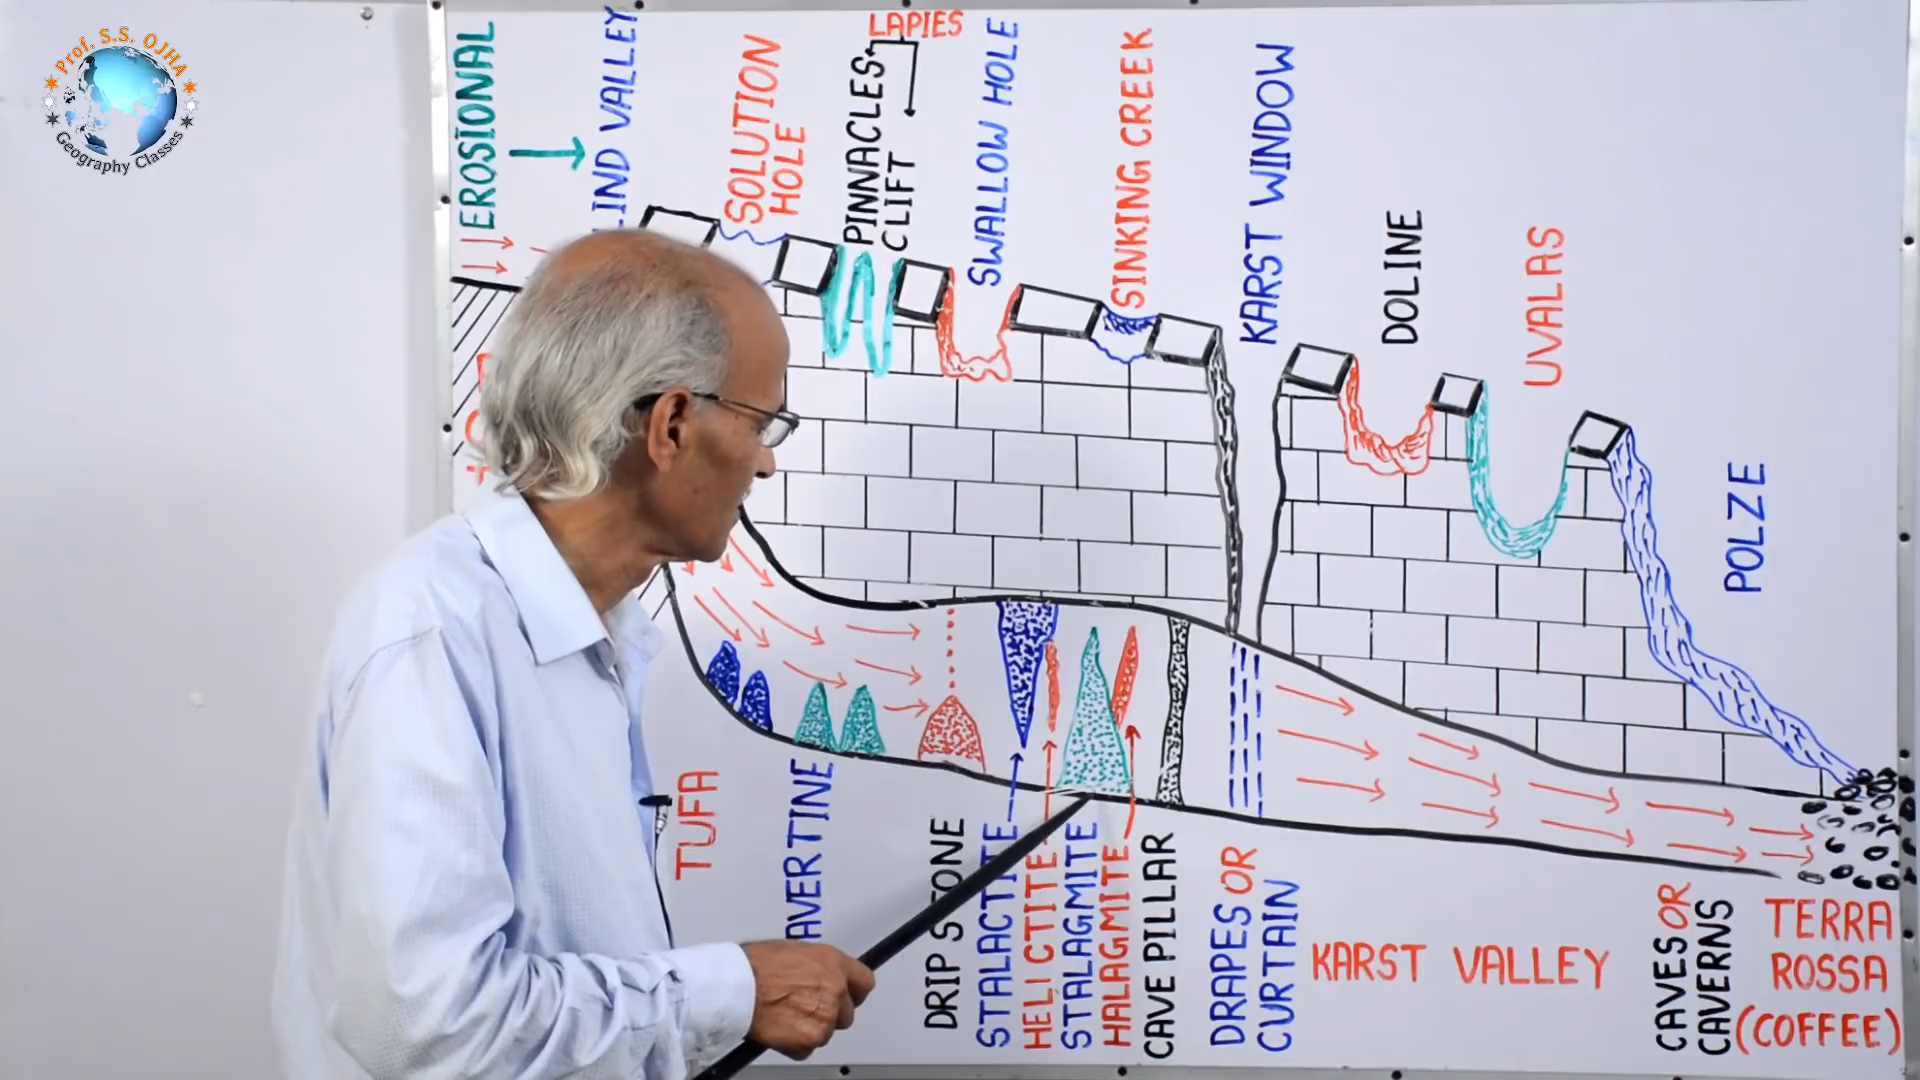 Prof. S.S. OJHA
Geography Classes
EROSIONAL
LIND VALLEY
SOLUTION
HOLE
LAPIES
PINNACLES
CLIFT
SWALLOW HOLE
SINKING CREEK
KARST WINDOW
DOLINE
UVALAS
POLZE
TUFA
AVERTINE
DRIP STONE
STALACTITE
HELICTITE
STALAGMITE
HALAGMITE
CAVE PILLAR
DRAPES OR
CURTAIN
KARST VALLEY
CAVES OR
CAVERNS
TERRA
ROSSA
(COFFEE)